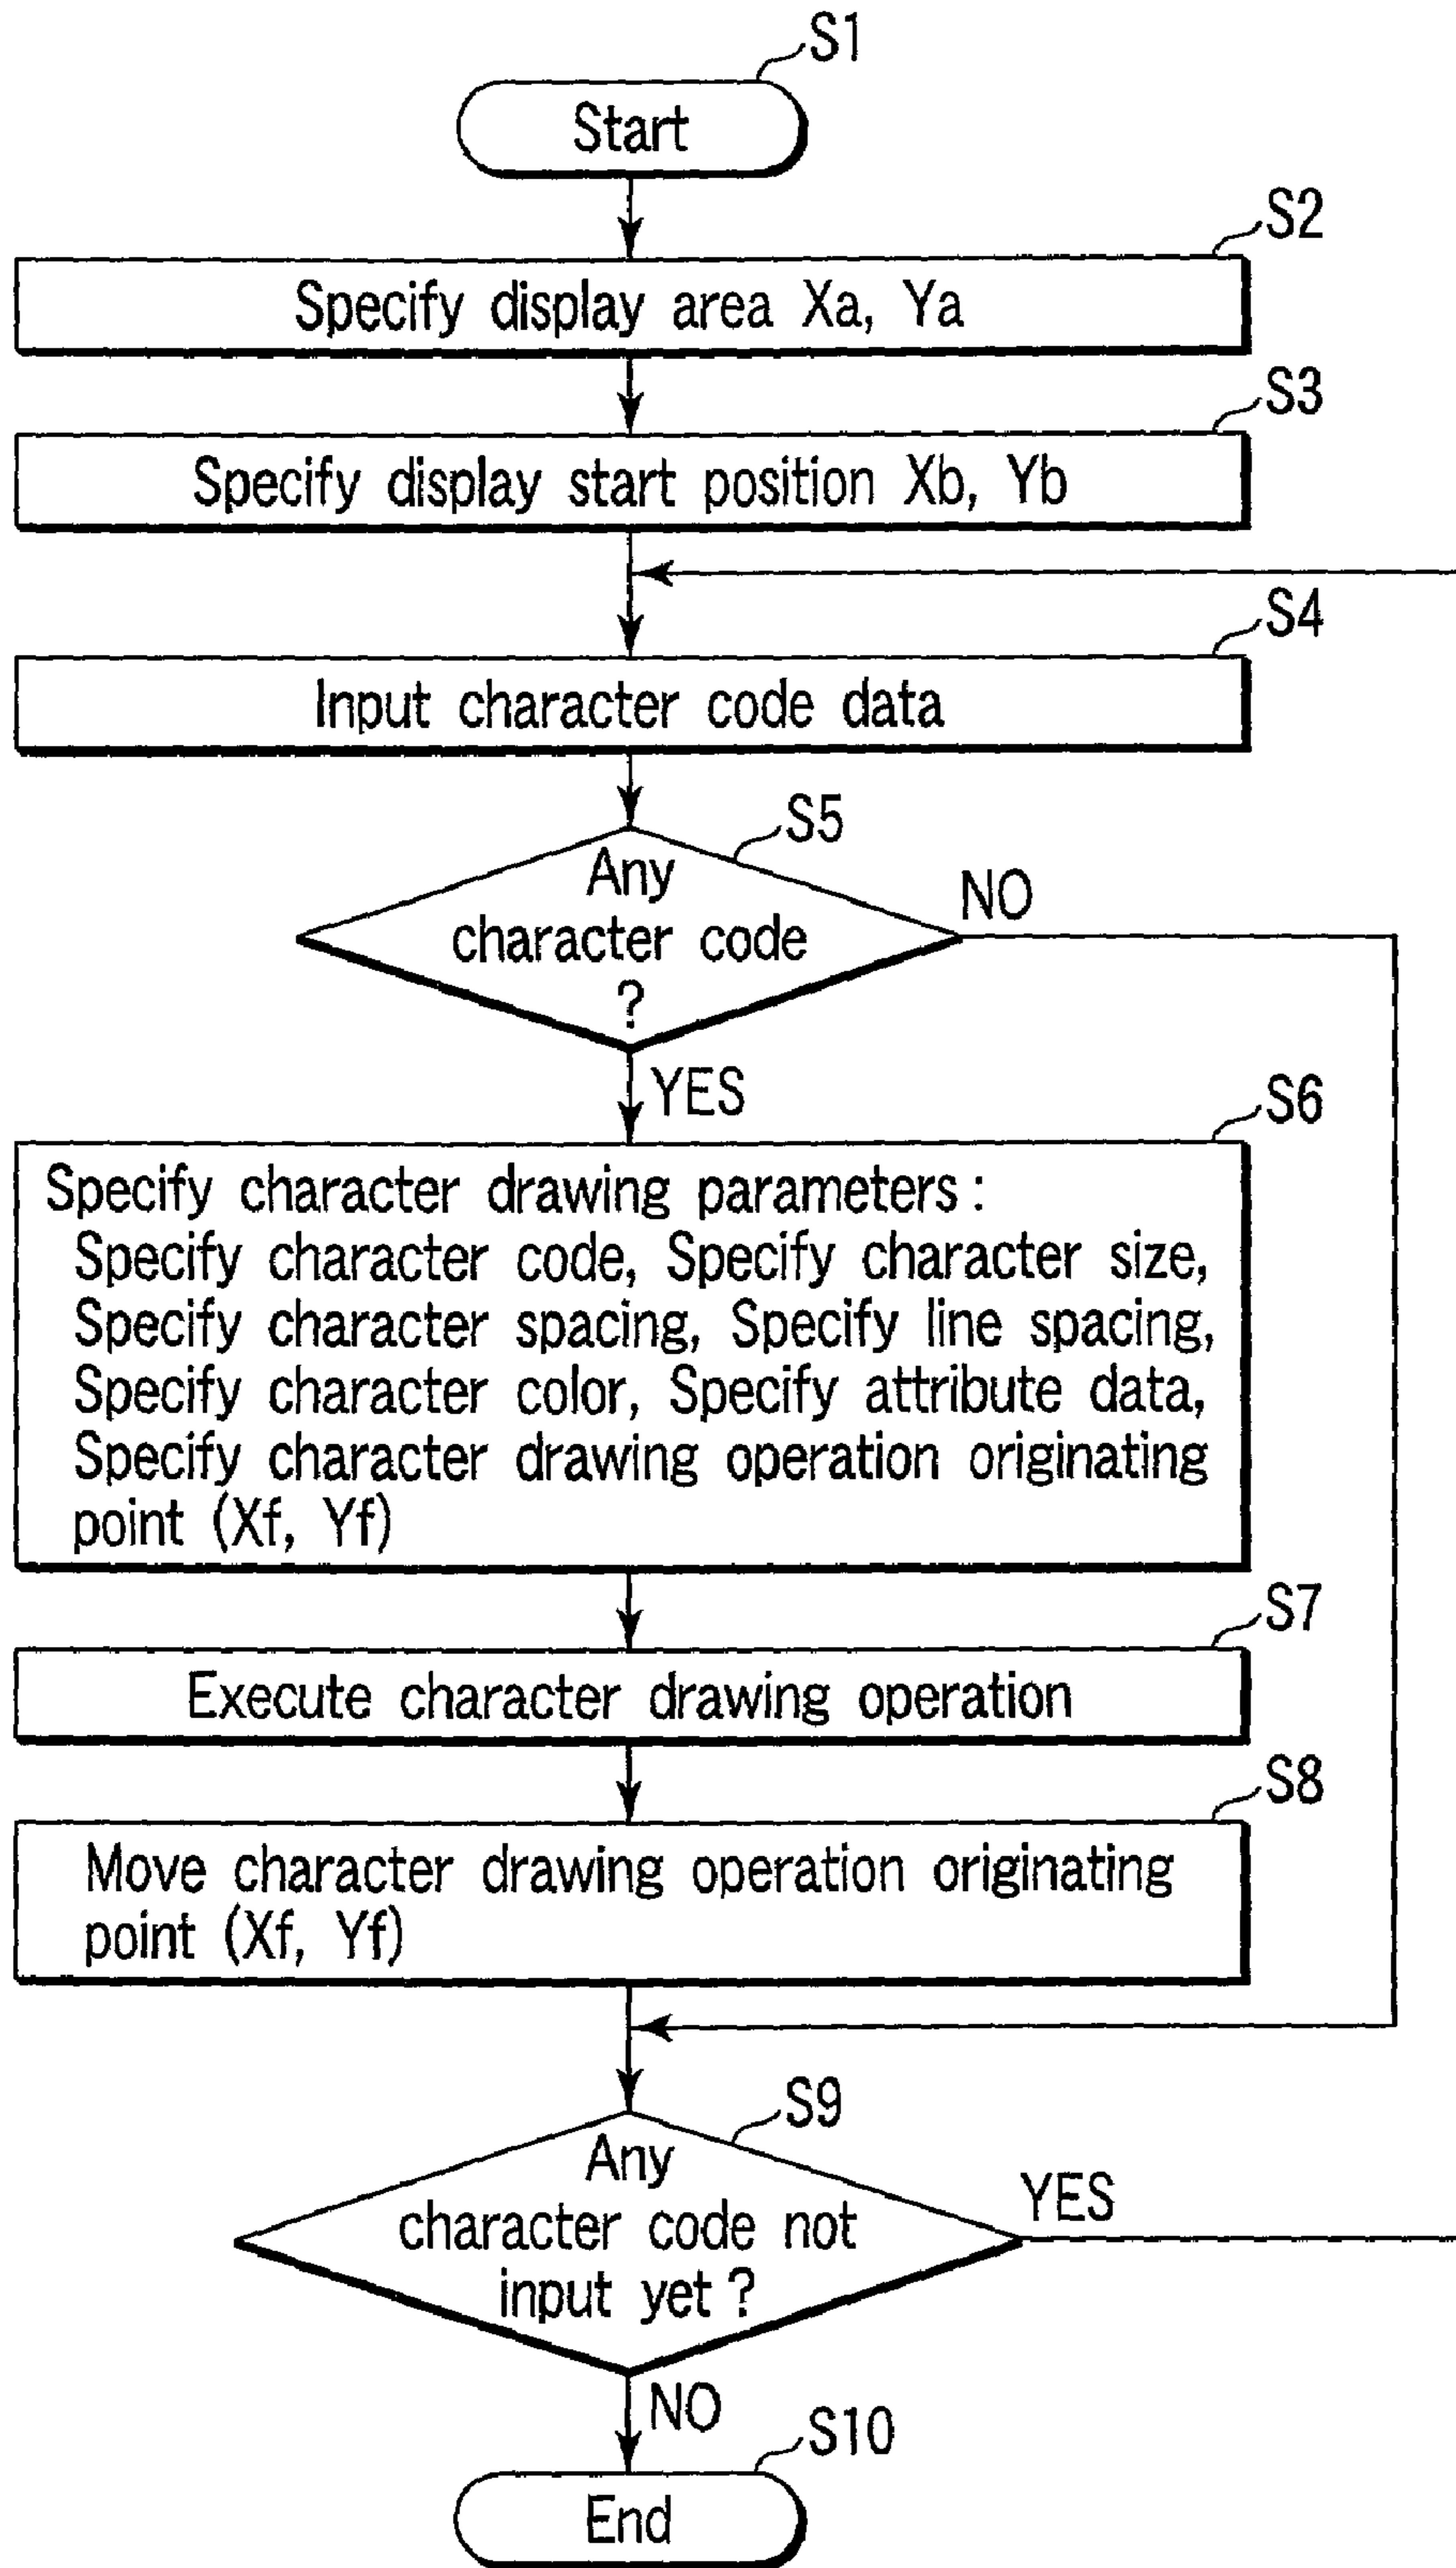 S1
Start
S2
Specify display area Xa, Ya
S3
Specify display start position Xb, Yb
S4
Input character code data
S5
Any
character code
?
NO
YES
S6
Specify character drawing parameters :
Specify character code, Specify character size,
Specify character spacing, Specify line spacing,
Specify character color, Specify attribute data,
Specify character drawing operation originating
point (Xf, Yf)
S7
Execute character drawing operation
S8
Move character drawing operation originating
point (Xf, Yf)
S9
Any
character code not
input yet ?
YES
NO
S10
End